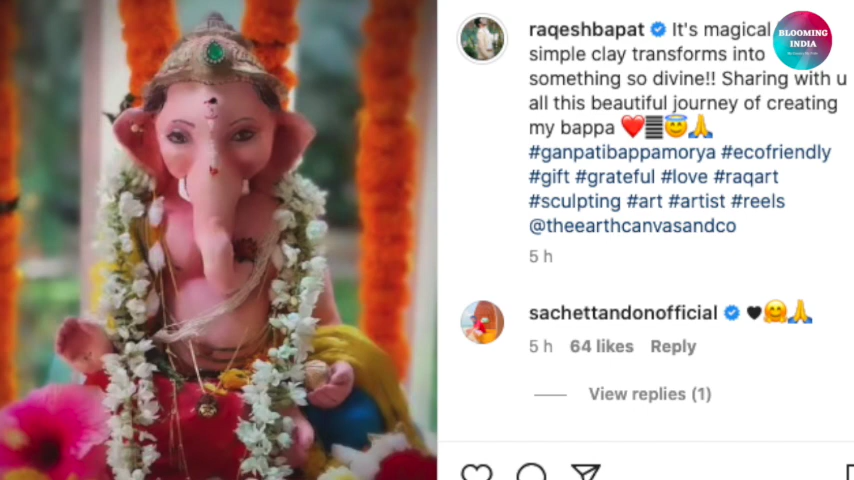 raqeshbapat It's magical
simple clay transforms into
something so divine!! Sharing with u
all this beautiful journey of creating
my bappa ❤️😇🙏
#ganpatibappamorya #ecofriendly
#gift #grateful #love #raqart
#sculpting #art #artist #reels
@theearthcanvasandco
5 h
sachettandonofficial 🖤🤗🙏
5 h 64 likes Reply
View replies (1)
BLOOMING
INDIA